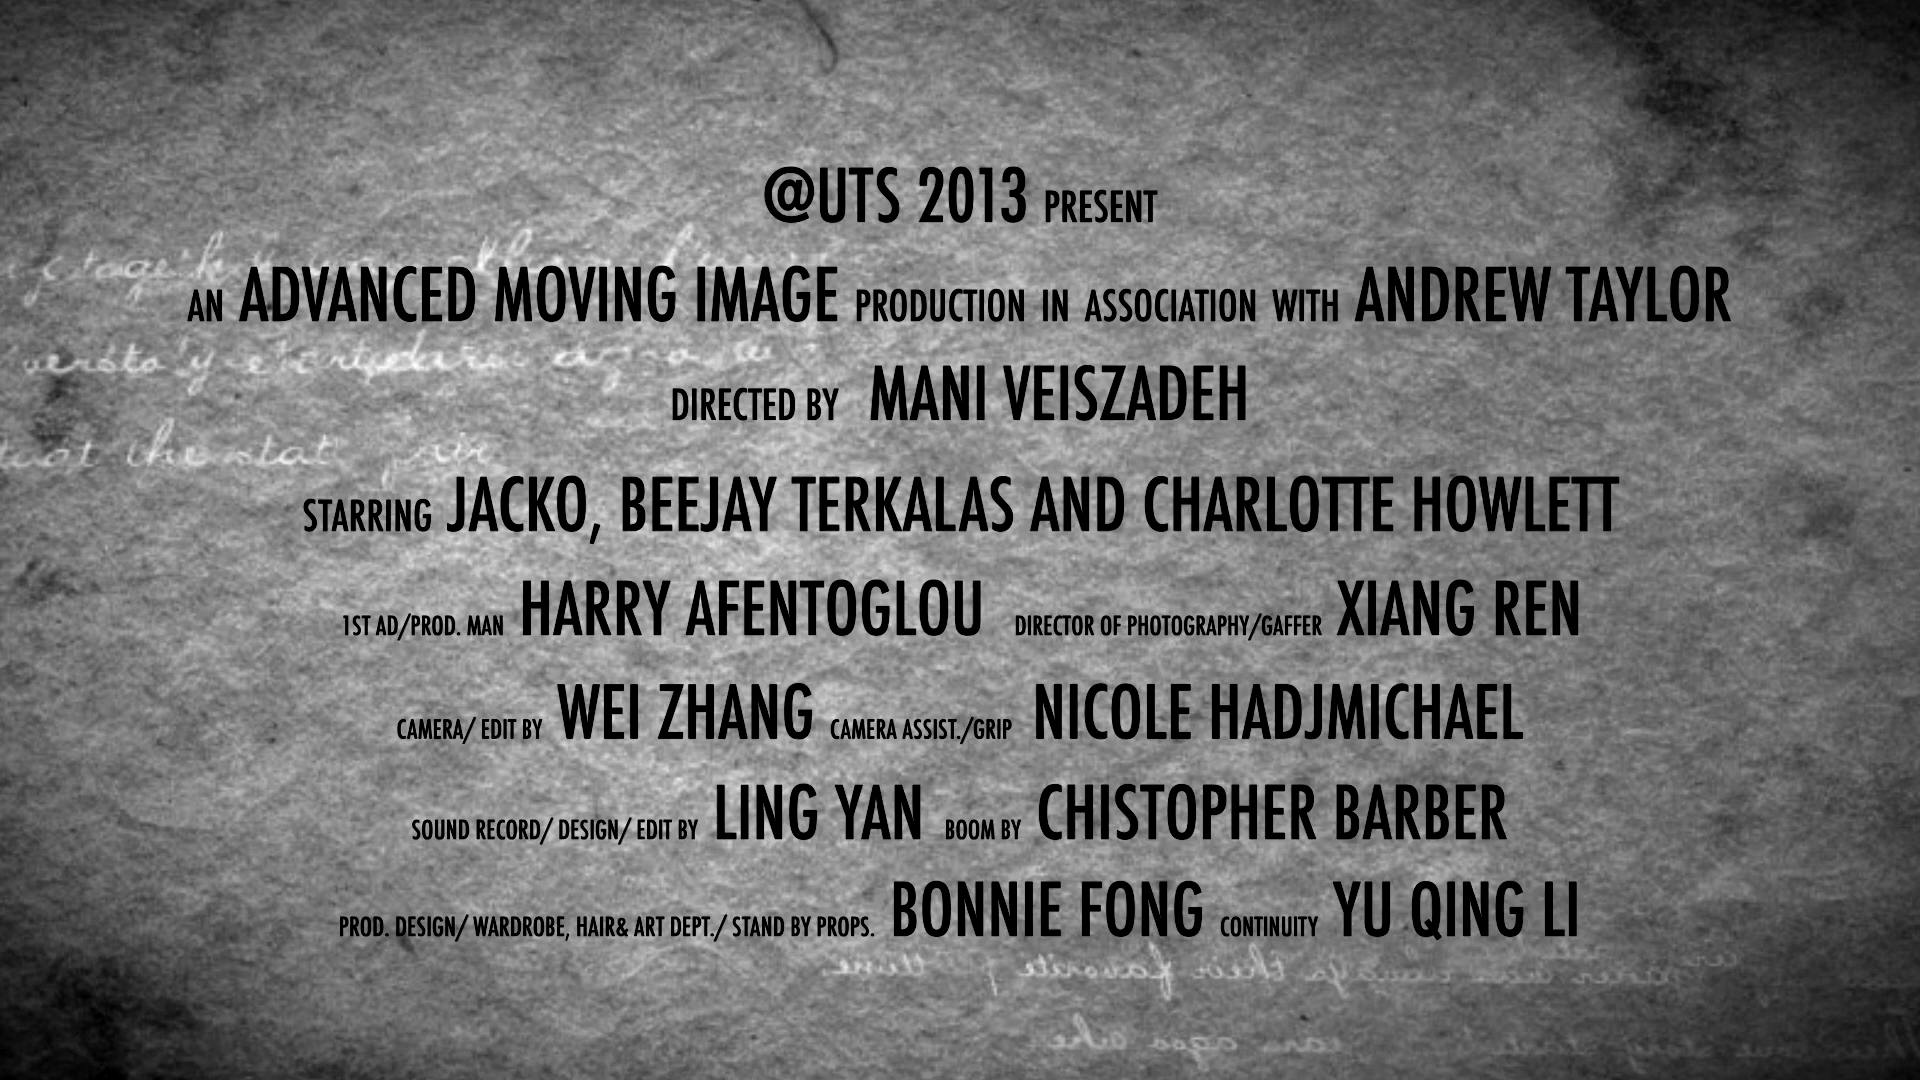 @UTS 2013 PRESENT
AN ADVANCED MOVING IMAGE PRODUCTION IN ASSOCIATION WITH ANDREW TAYLOR
DIRECTED BY MANI VEISZADEH
STARRING JACKO, BEEJAY TERKALAS AND CHARLOTTE HOWLETT
1ST AD/PROD. MAN HARRY AFENTOGLOU DIRECTOR OF PHOTOGRAPHY/GAFFER XIANG REN
CAMERA/ EDIT BY WEI ZHANG CAMERA ASSIST./GRIP NICOLE HADJMICHAEL
SOUND RECORD/ DESIGN/ EDIT BY LING YAN BOOM BY CHISTOPHER BARBER
PROD. DESIGN/ WARDROBE, HAIR& ART DEPT./ STAND BY PROPS. BONNIE FONG CONTINUITY YU QING LI